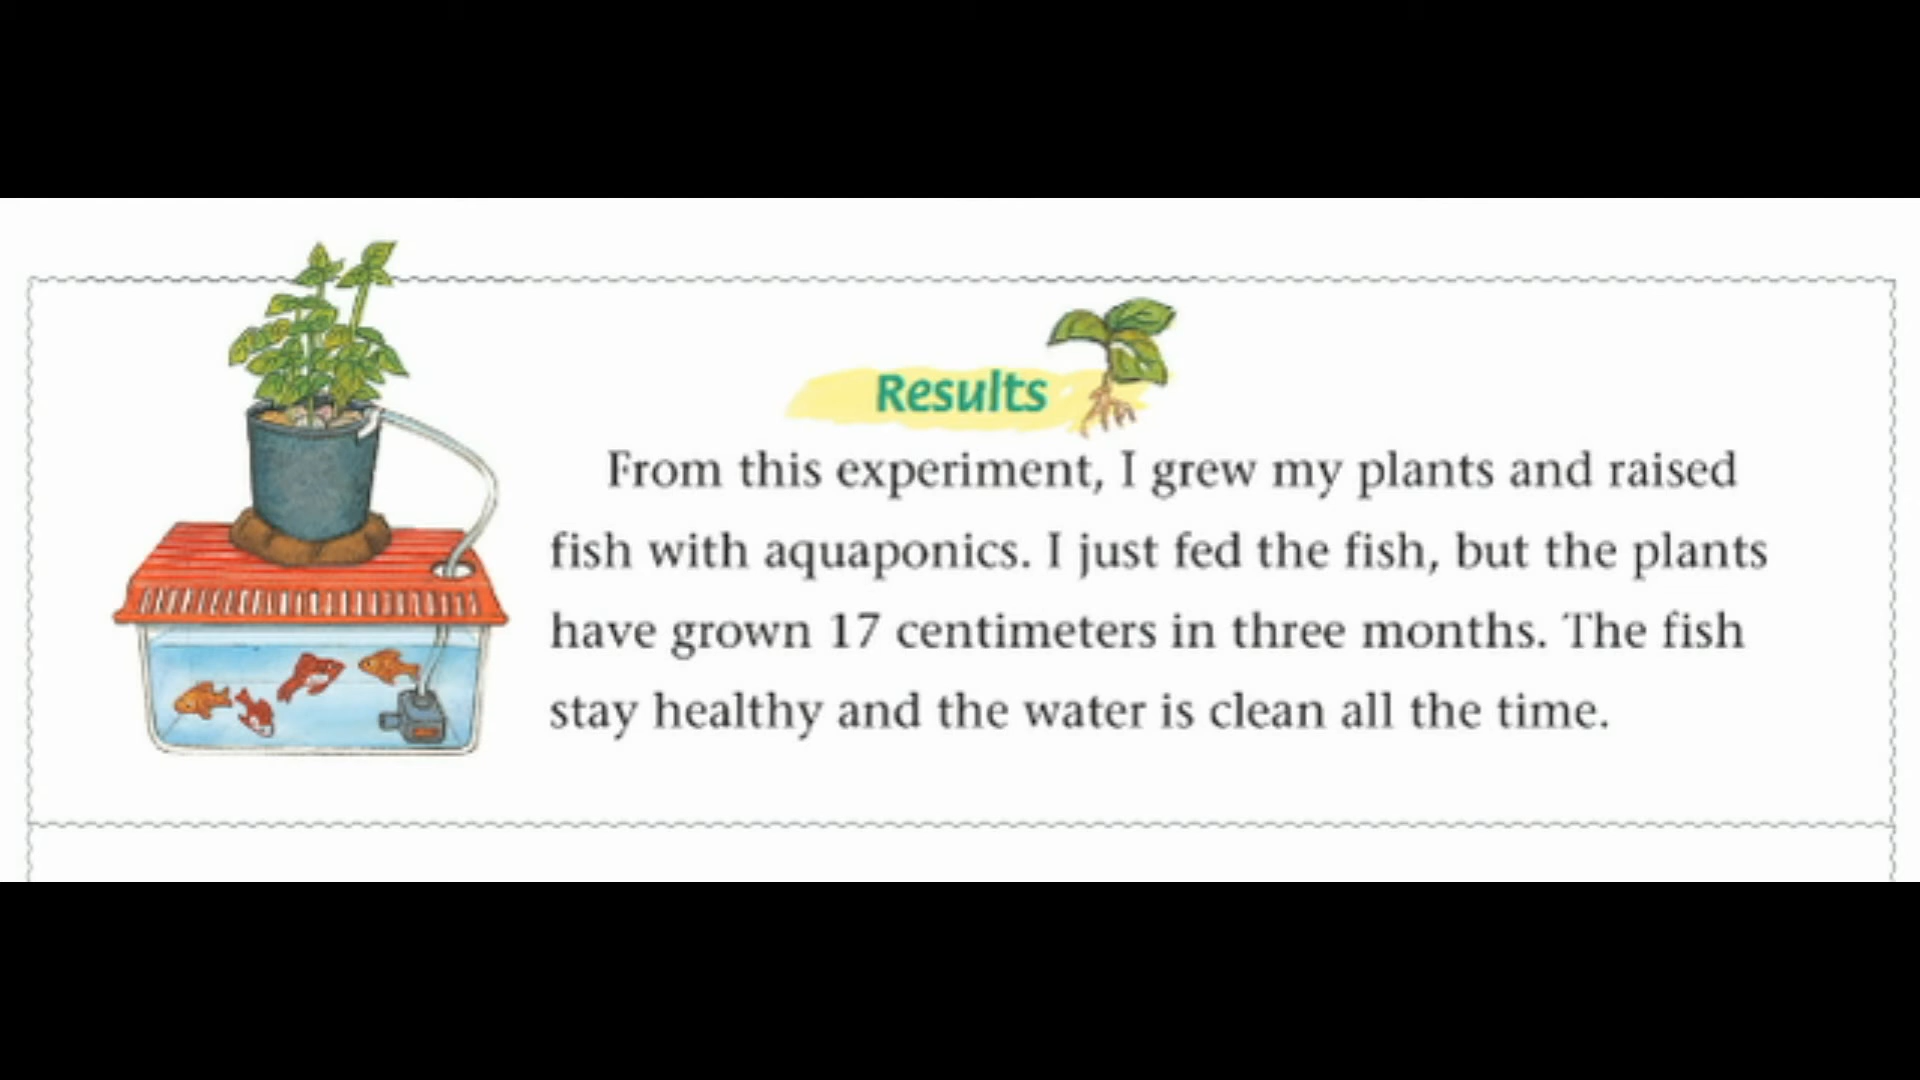 Results
From this experiment, I grew my plants and raised
fish with aquaponics. I just fed the fish, but the plants
have grown 17 centimeters in three months. The fish
stay healthy and the water is clean all the time.